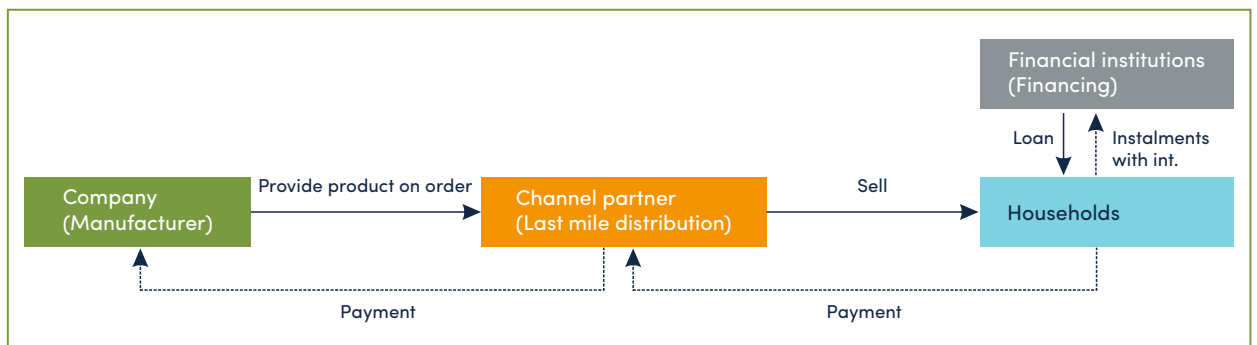 Financial institutions
(Financing)
Loan
Instalments
with int.
Company
(Manufacturer)
Provide product on order
Channel partner
(Last mile distribution)
Sell
Households
Payment
Payment